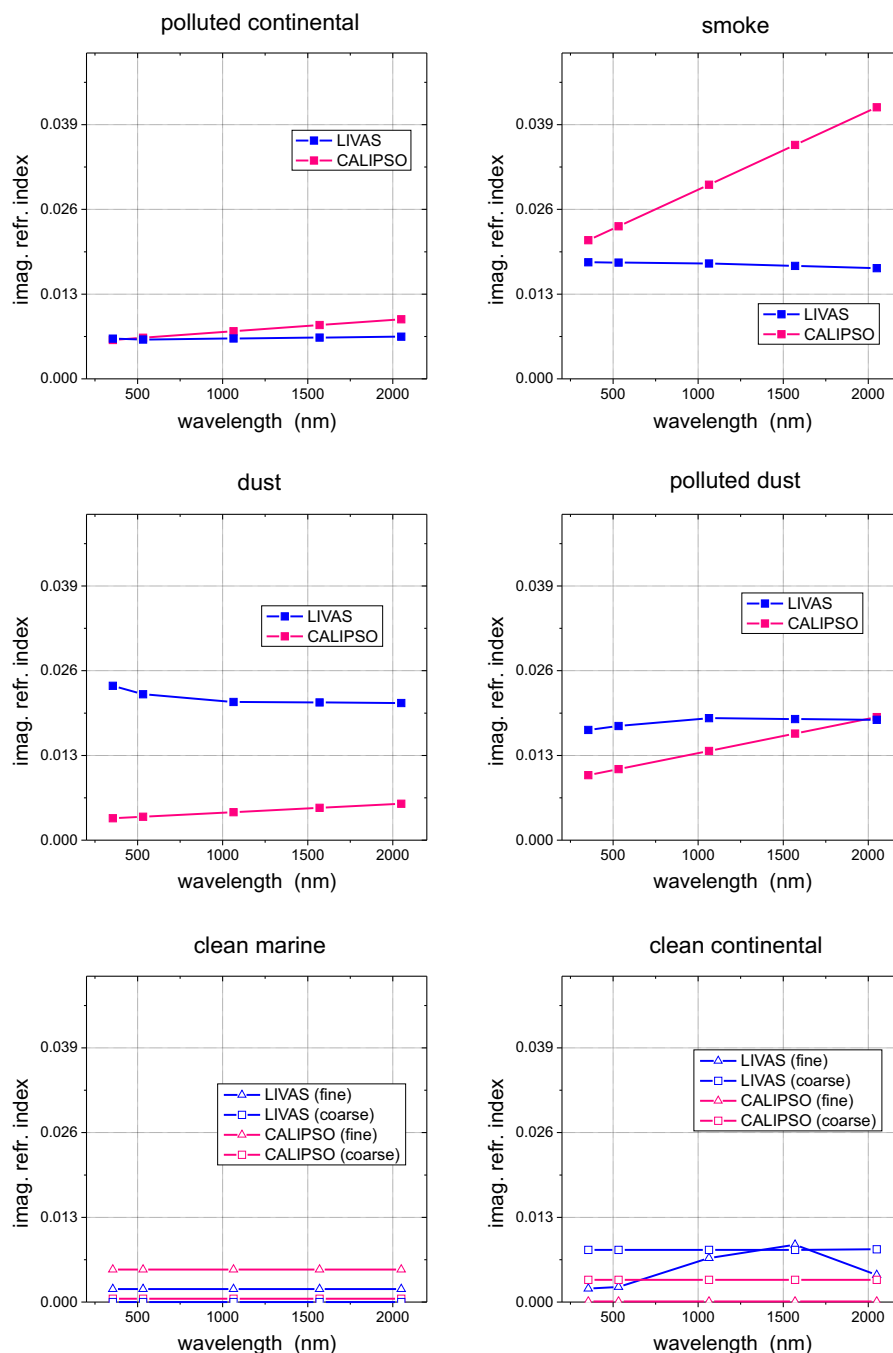 polluted continental
imag. refr. index
0.039
0.026
0.013
0.000
LIVAS
CALIPSO
500
1000
1500
2000
wavelength (nm)
smoke
imag. refr. index
0.039
0.026
0.013
0.000
LIVAS
CALIPSO
500
1000
1500
2000
wavelength (nm)
dust
imag. refr. index
0.039
0.026
0.013
0.000
LIVAS
CALIPSO
500
1000
1500
2000
wavelength (nm)
polluted dust
imag. refr. index
0.039
0.026
0.013
0.000
LIVAS
CALIPSO
500
1000
1500
2000
wavelength (nm)
clean marine
imag. refr. index
0.039
0.026
0.013
0.000
LIVAS (fine)
LIVAS (coarse)
CALIPSO (fine)
CALIPSO (coarse)
500
1000
1500
2000
wavelength (nm)
clean continental
imag. refr. index
0.039
0.026
0.013
0.000
LIVAS (fine)
LIVAS (coarse)
CALIPSO (fine)
CALIPSO (coarse)
500
1000
1500
2000
wavelength (nm)